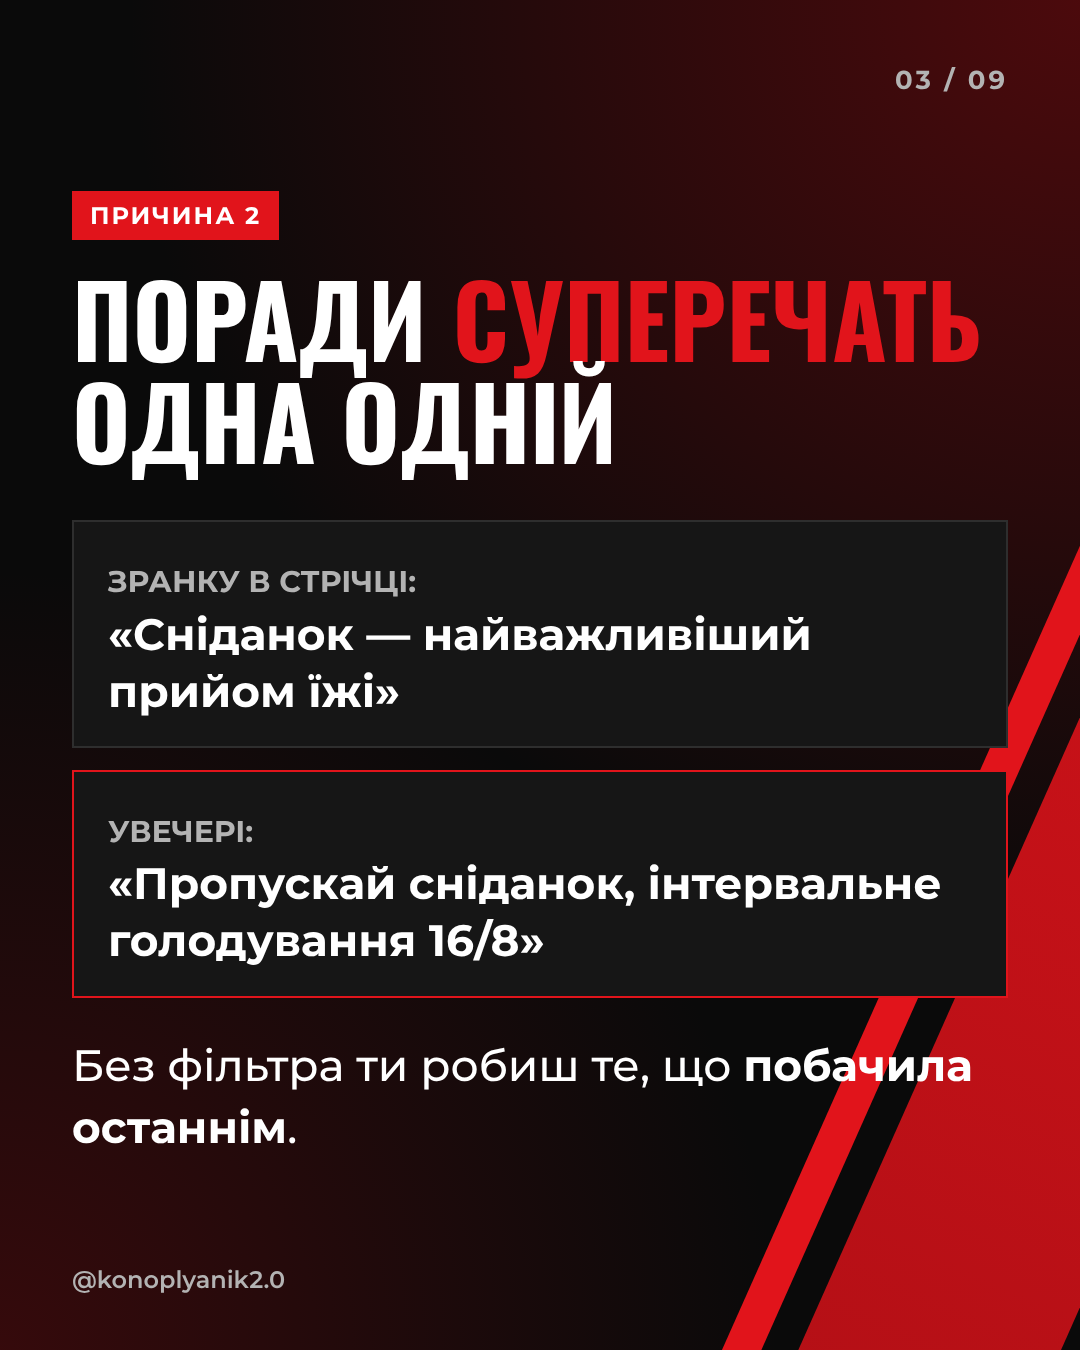 03 / 09
ПРИЧИНА 2
ПОРАДИ СУПЕРЕЧАТЬ
ОДНА ОДНІЙ
ЗРАНКУ В СТРІЧЦІ:
«Сніданок — найважливіший
прийом їжі»
УВЕЧЕРІ:
«Пропускай сніданок, інтервальне
голодування 16/8»
Без фільтра ти робиш те, що побачила
останнім.
@konoplyanik2.0